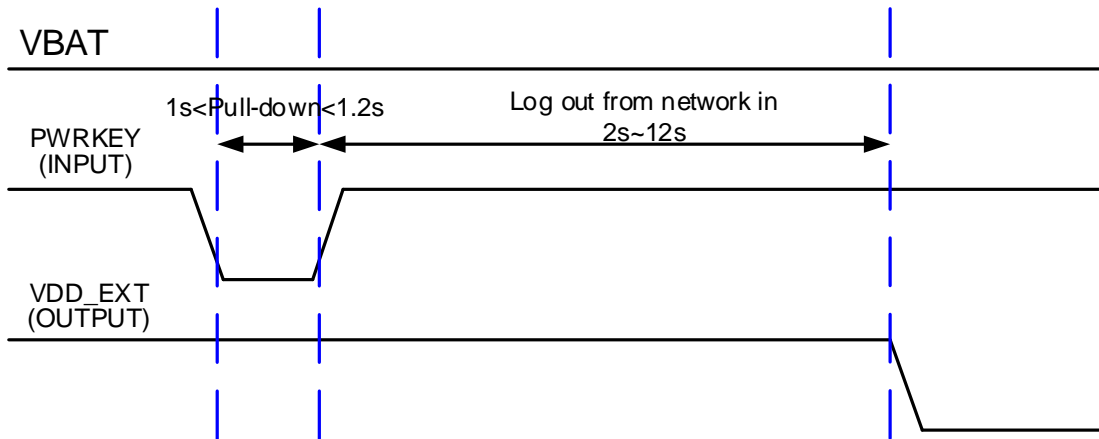 VBAT
1s<Pull-down<1.2s
Log out from network in
2s~12s
PWRKEY
(INPUT)
VDD_EXT
(OUTPUT)